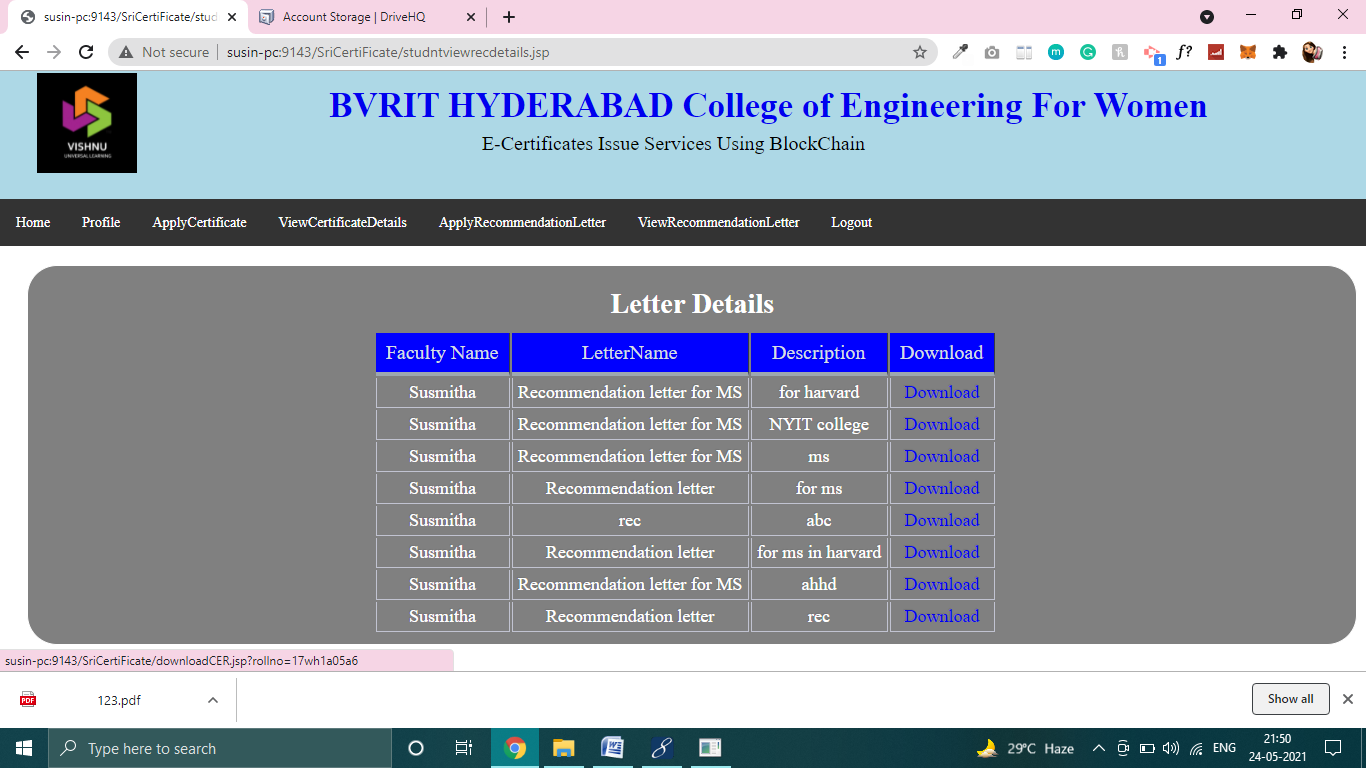 susin-pc:9143/SriCertiFicate/stud
Account Storage | DriveHQ
Not secure
susin-pc:9143/SriCertiFicate/studntviewrecdetails.jsp
m
G
1
f?
VISHNU
UNIVERSAL LEARNING
BVRIT HYDERABAD College of Engineering For Women
E-Certificates Issue Services Using BlockChain
Home Profile ApplyCertificate ViewCertificateDetails ApplyRecommendationLetter ViewRecommendationLetter Logout
Letter Details
Faculty Name LetterName Description Download
Susmitha Recommendation letter for MS for harvard Download
Susmitha Recommendation letter for MS NYIT college Download
Susmitha Recommendation letter for MS ms Download
Susmitha Recommendation letter for ms Download
Susmitha rec abc Download
Susmitha Recommendation letter for ms in harvard Download
Susmitha Recommendation letter for MS ahhd Download
Susmitha Recommendation letter rec Download
susin-pc:9143/SriCertiFicate/downloadCER.jsp?rollno=17wh1a05a6
PDF
123.pdf
Show all
Type here to search
29°C Haze
ENG
21:50
24-05-2021